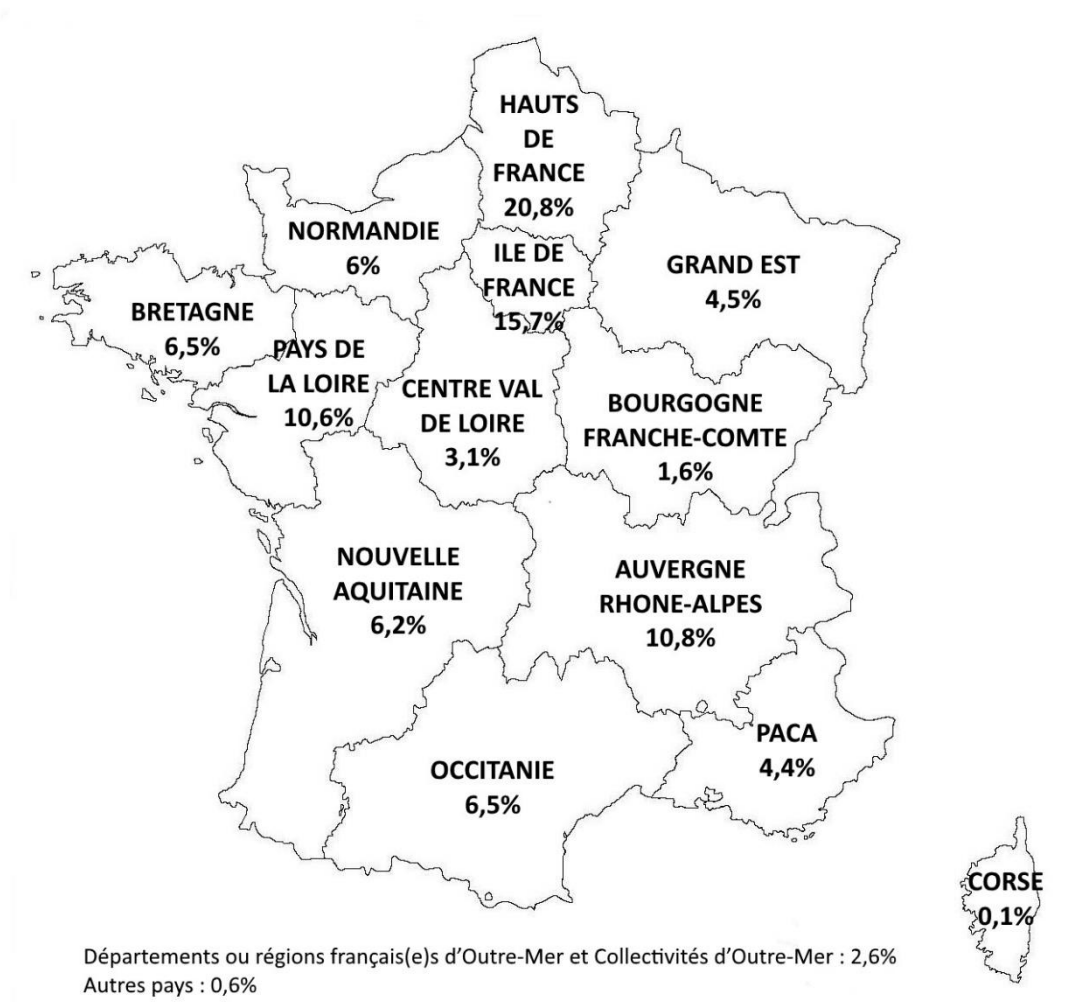 HAUTS
DE
FRANCE
20,8%
NORMANDIE
6%
ILE DE
FRANCE
15,7%
GRAND EST
4,5%
BRETAGNE
6,5%
PAYS DE
LA LOIRE
10,6%
CENTRE VAL
DE LOIRE
3,1%
BOURGOGNE
FRANCHE-COMTE
1,6%
NOUVELLE
AQUITAINE
6,2%
AUVERGNE
RHONE-ALPES
10,8%
PACA
4,4%
OCCITANIE
6,5%
CORSE
0,1%
Départements ou régions français(e)s d'Outre-Mer et Collectivités d'Outre-Mer : 2,6%
Autres pays : 0,6%